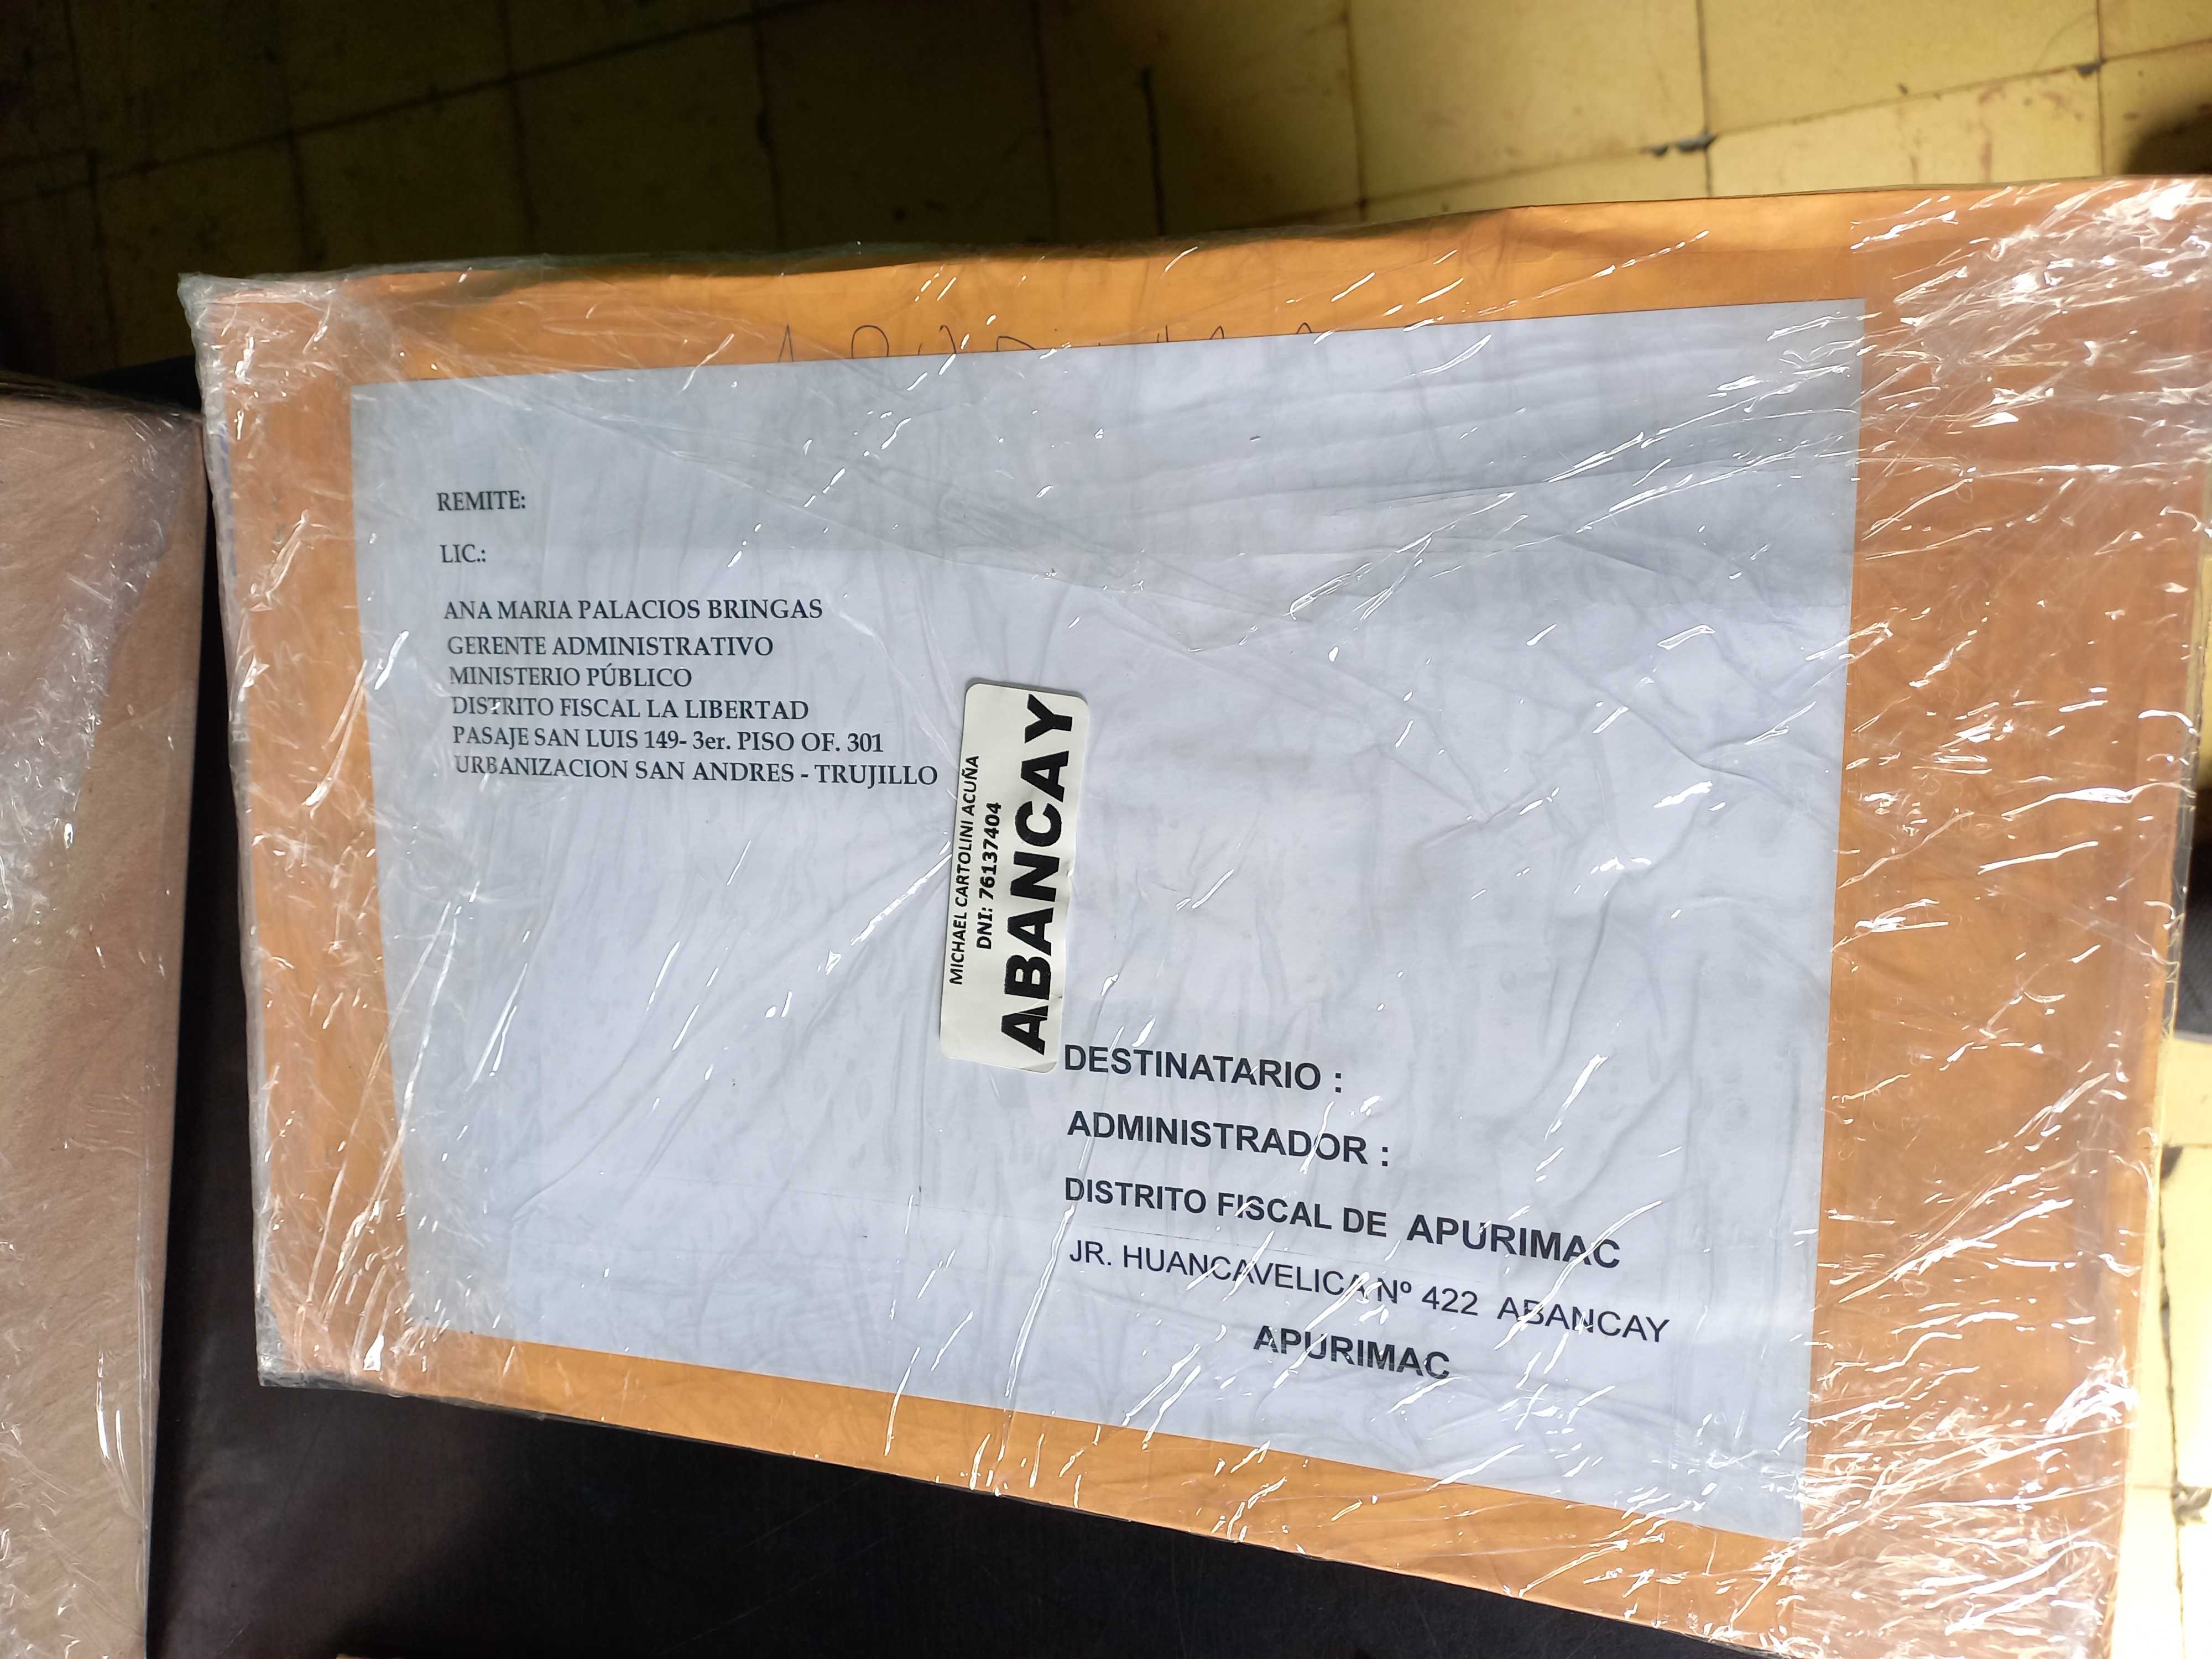 REMITE:
LIC.:
ANA MARIA PALACIOS BRINGAS
GERENTE ADMINISTRATIVO
MINISTERIO PÚBLICO
DISTRITO FISCAL LA LIBERTAD
PASAJE SAN LUIS 149- 3er. PISO OF. 301
URBANIZACION SAN ANDRES - TRUJILLO
MICHAEL CARTOLINI ACUÑA
DNI: 76137404
ABANCAY
DESTINATARIO :
ADMINISTRADOR :
DISTRITO FISCAL DE APURIMAC
JR. HUANCAVELICA Nº 422 ABANCAY
APURIMAC